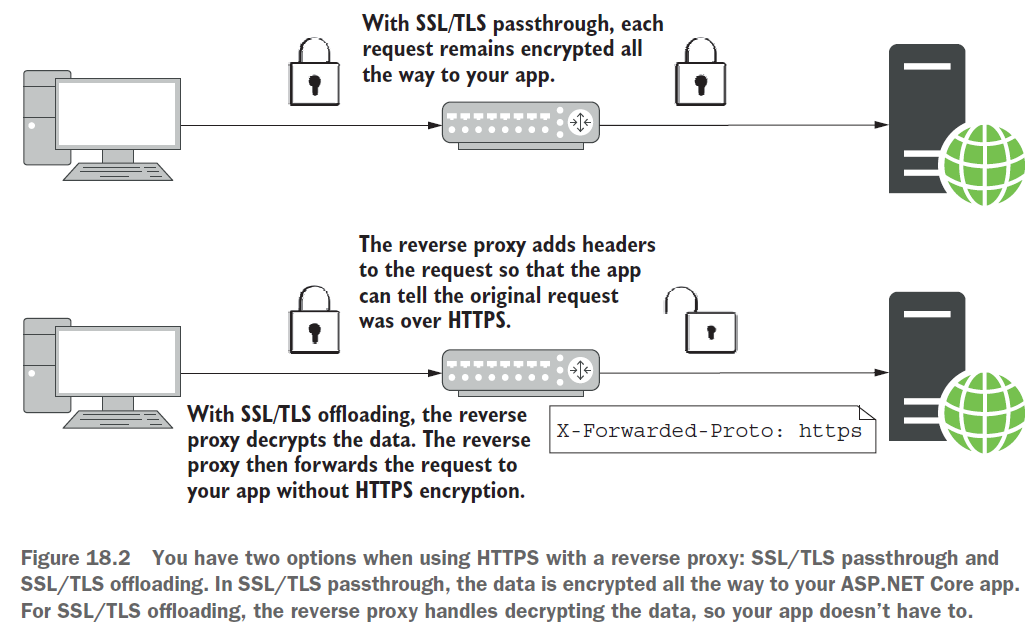 With SSL/TLS passthrough, each
request remains encrypted all
the way to your app.
The reverse proxy adds headers
to the request so that the app
can tell the original request
was over HTTPS.
With SSL/TLS offloading, the reverse
proxy decrypts the data. The reverse
proxy then forwards the request to
your app without HTTPS encryption.
X-Forwarded-Proto: https
Figure 18.2 You have two options when using HTTPS with a reverse proxy: SSL/TLS passthrough and
SSL/TLS offloading. In SSL/TLS passthrough, the data is encrypted all the way to your ASP.NET Core app.
For SSL/TLS offloading, the reverse proxy handles decrypting the data, so your app doesn't have to.